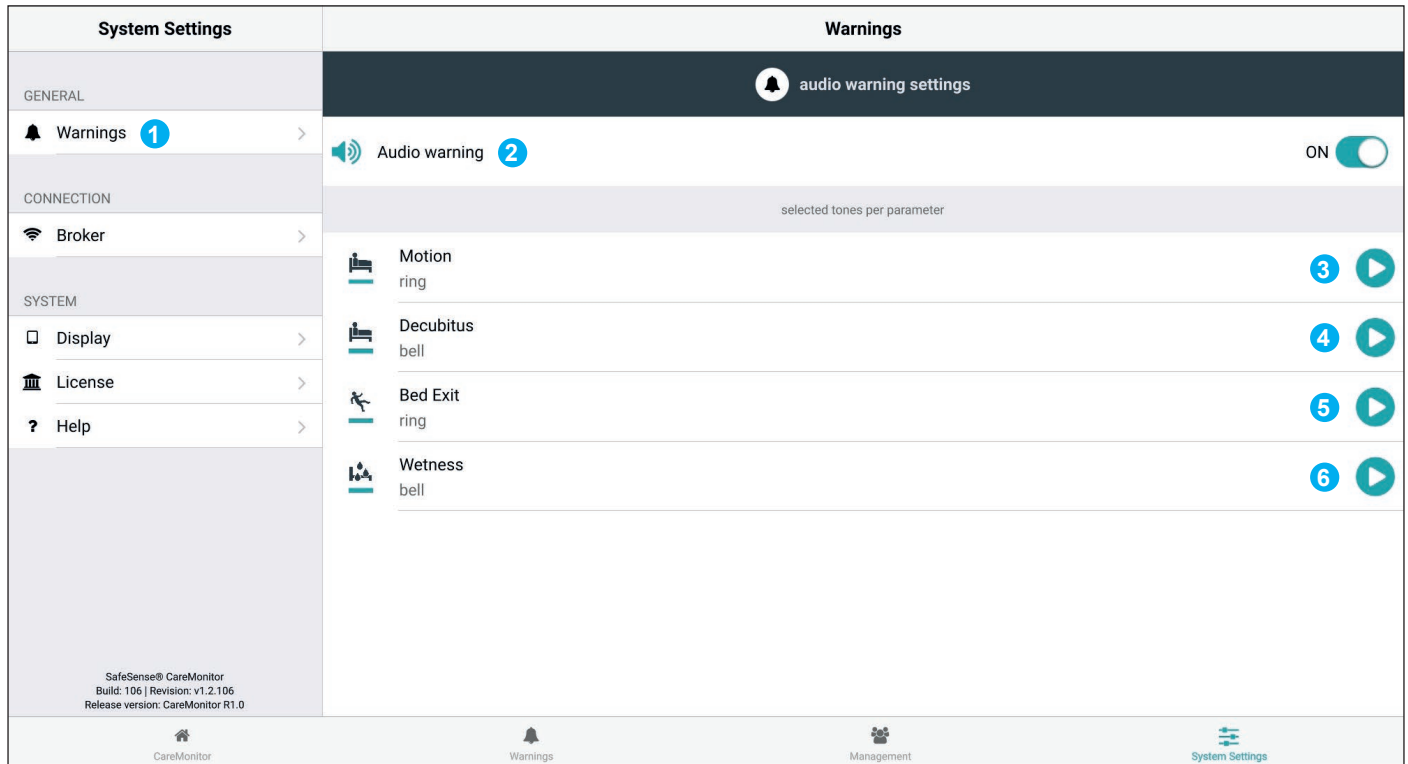 System Settings
Warnings
GENERAL
Warnings 1
CONNECTION
Broker
SYSTEM
Display
License
? Help
SafeSense® CareMonitor
Build: 106 | Revision: v1.2.106
Release version: CareMonitor R1.0
audio warning settings
Audio warning 2 ON
selected tones per parameter
Motion
ring
3
Decubitus
bell
4
Bed Exit
ring
5
Wetness
bell
6
CareMonitor
Warnings
Management
System Settings